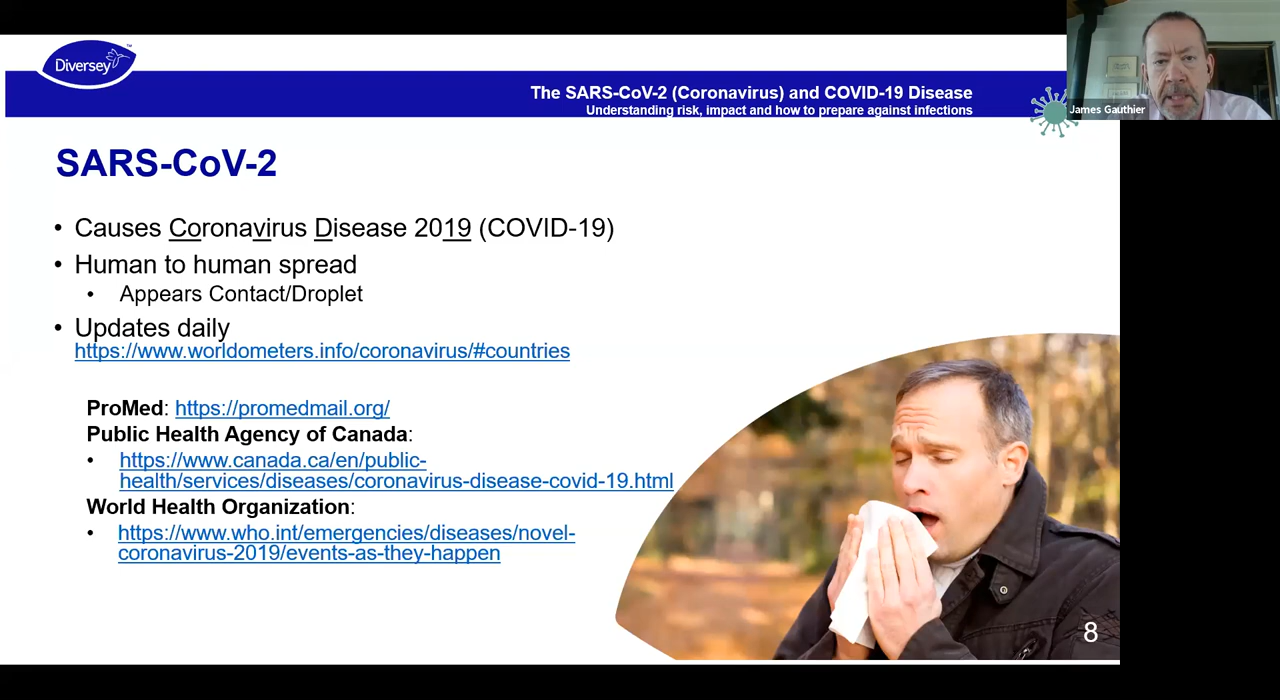 Diversey™
The SARS-CoV-2 (Coronavirus) and COVID-19 Disease
Understanding risk, impact and how to prepare against infections
James Gauthier
SARS-CoV-2
• Causes Coronavirus Disease 2019 (COVID-19)
• Human to human spread
• Appears Contact/Droplet
• Updates daily
https://www.worldometers.info/coronavirus/#countries
ProMed: https://promedmail.org/
Public Health Agency of Canada:
• https://www.canada.ca/en/public-
health/services/diseases/coronavirus-disease-covid-19.html
World Health Organization:
• https://www.who.int/emergencies/diseases/novel-
coronavirus-2019/events-as-they-happen
8